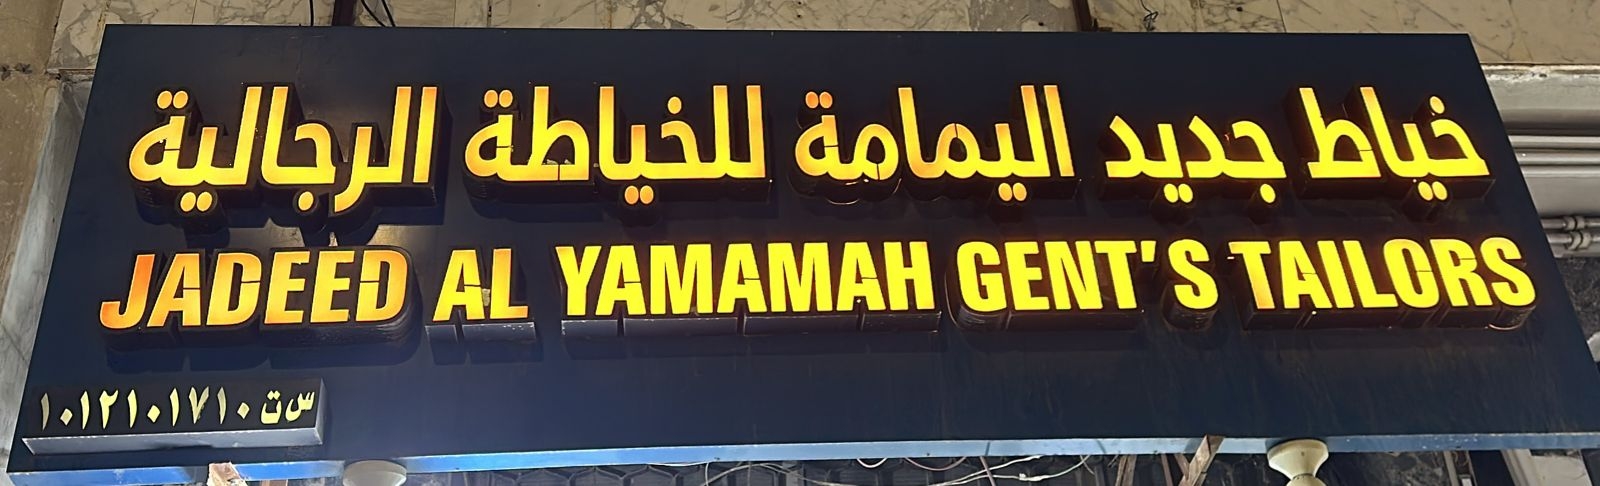 خياط جديد اليمامة للخياطة الرجالية
JADEED AL YAMAMAH GENT'S TAILORS
س ت ١٠١٢١٠١٧١٠